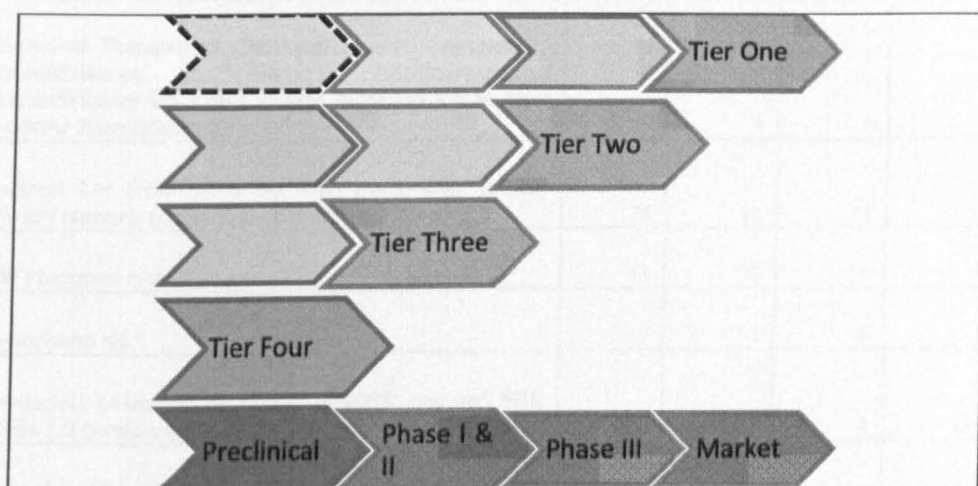 Tier One
Tier Two
Tier Three
Tier Four
Preclinical
Phase I &
II
Phase III
Market